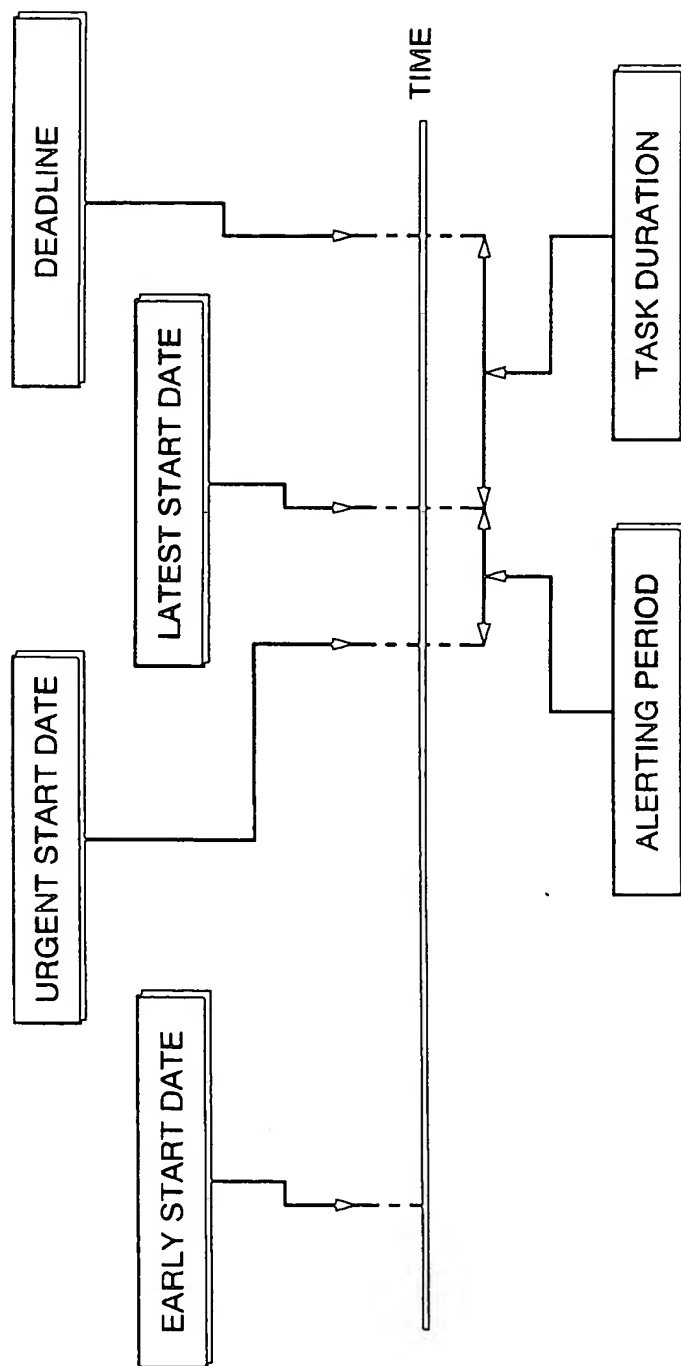 EARLY START DATE
URGENT START DATE
LATEST START DATE
DEADLINE
TIME
ALERTING PERIOD
TASK DURATION